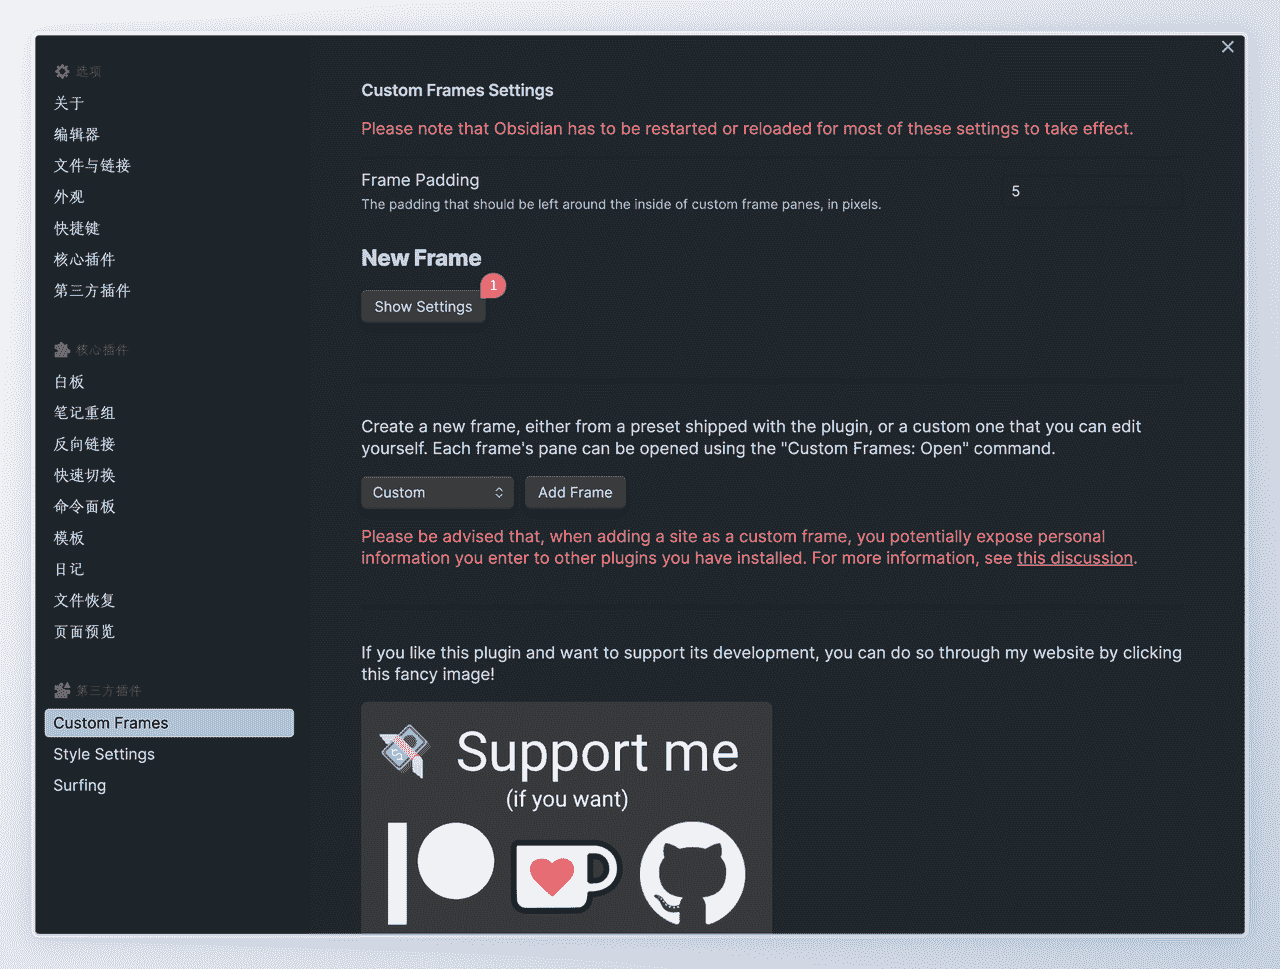 选项
关于
编辑器
文件与链接
外观
快捷键
核心插件
第三方插件
核心插件
白板
笔记重组
反向链接
快速切换
命令面板
模板
日记
文件恢复
页面预览
第三方插件
Custom Frames
Style Settings
Surfing
Custom Frames Settings
Please note that Obsidian has to be restarted or reloaded for most of these settings to take effect.
Frame Padding
The padding that should be left around the inside of custom frame panes, in pixels.
5
New Frame
Show Settings
1
Create a new frame, either from a preset shipped with the plugin, or a custom one that you can edit
yourself. Each frame's pane can be opened using the "Custom Frames: Open" command.
Custom
Add Frame
Please be advised that, when adding a site as a custom frame, you potentially expose personal
information you enter to other plugins you have installed. For more information, see this discussion.
If you like this plugin and want to support its development, you can do so through my website by clicking
this fancy image!
Support me
(if you want)